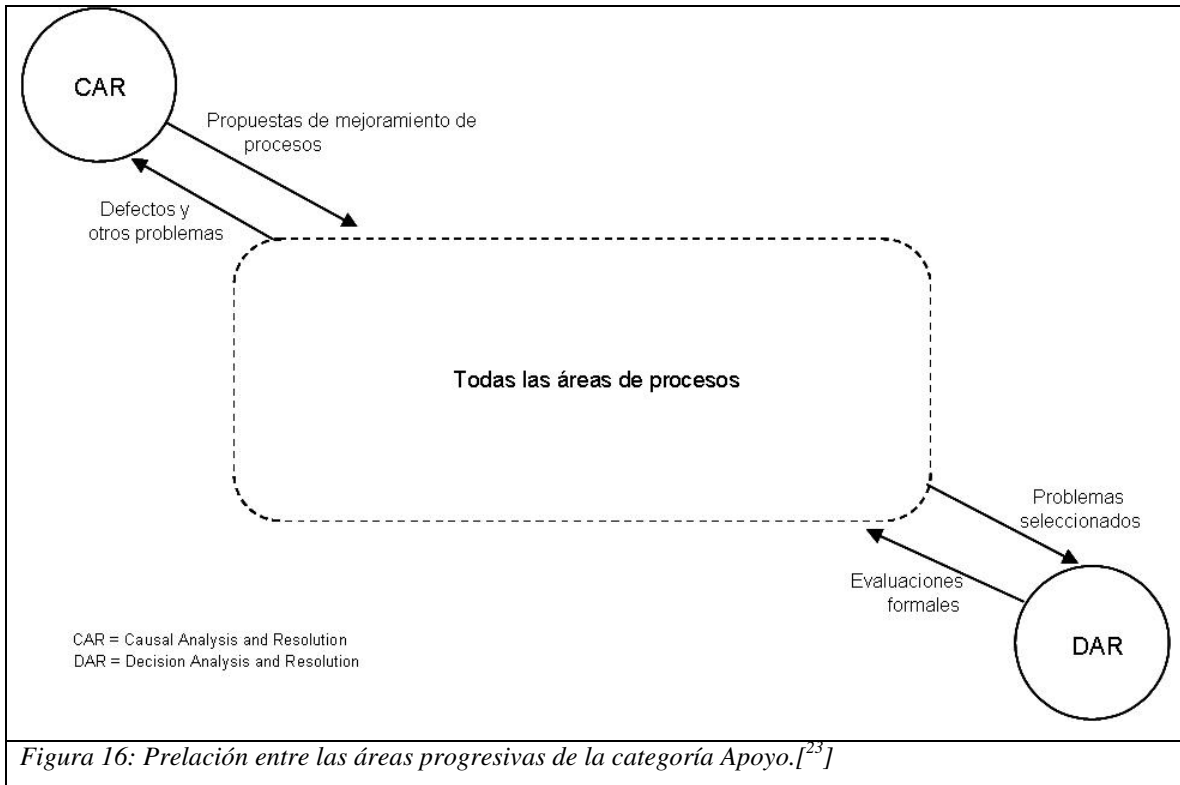 CAR
Propuestas de mejoramiento de
procesos
Defectos y
otros problemas
Todas las áreas de procesos
Problemas
seleccionados
Evaluaciones
formales
DAR
CAR = Causal Analysis and Resolution
DAR = Decision Analysis and Resolution
Figura 16: Prelación entre las áreas progresivas de la categoría Apoyo.[23]